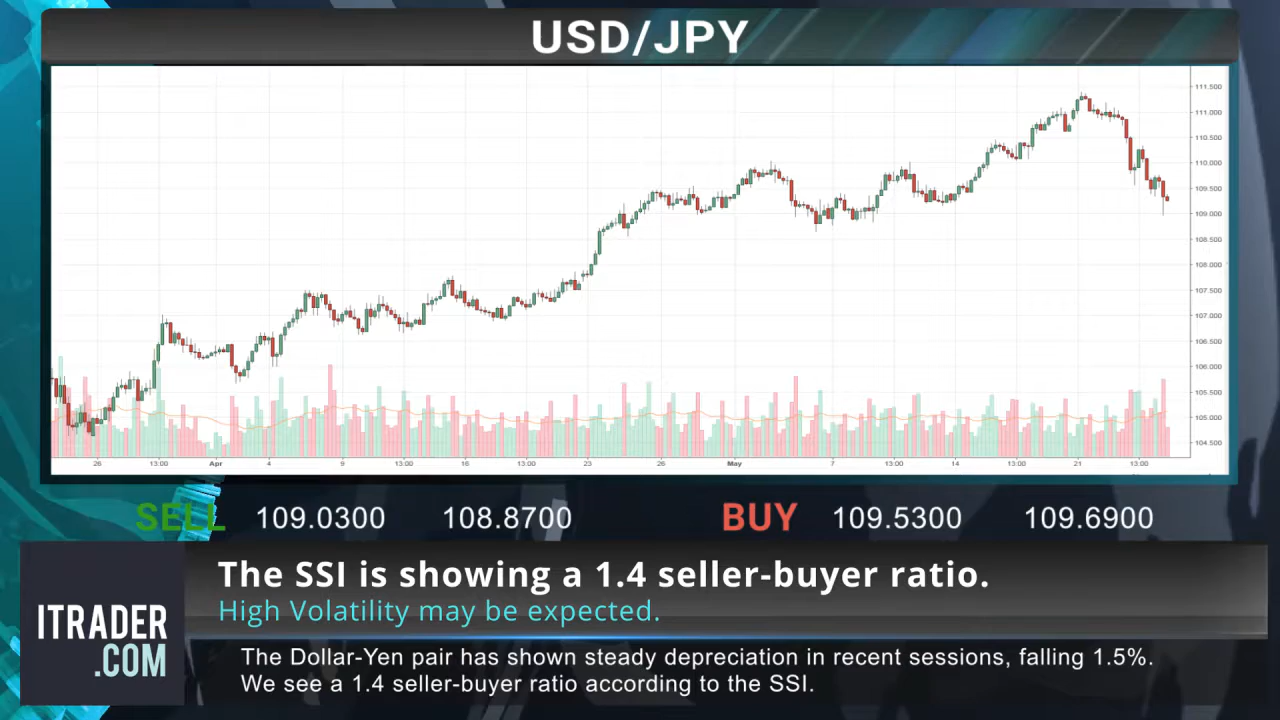 USD/JPY
111.500
111.000
110.500
110.000
109.500
109.000
108.500
108.000
107.500
107.000
106.500
106.000
105.500
105.000
104.500
26 13:00 Apr 4 9 13:00 16 13:00 23 26 May 7 13:00 14 13:00 21 13:00
SELL 109.0300 108.8700 BUY 109.5300 109.6900
The SSI is showing a 1.4 seller-buyer ratio.
High Volatility may be expected.
ITRADER
.COM
The Dollar-Yen pair has shown steady depreciation in recent sessions, falling 1.5%.
We see a 1.4 seller-buyer ratio according to the SSI.